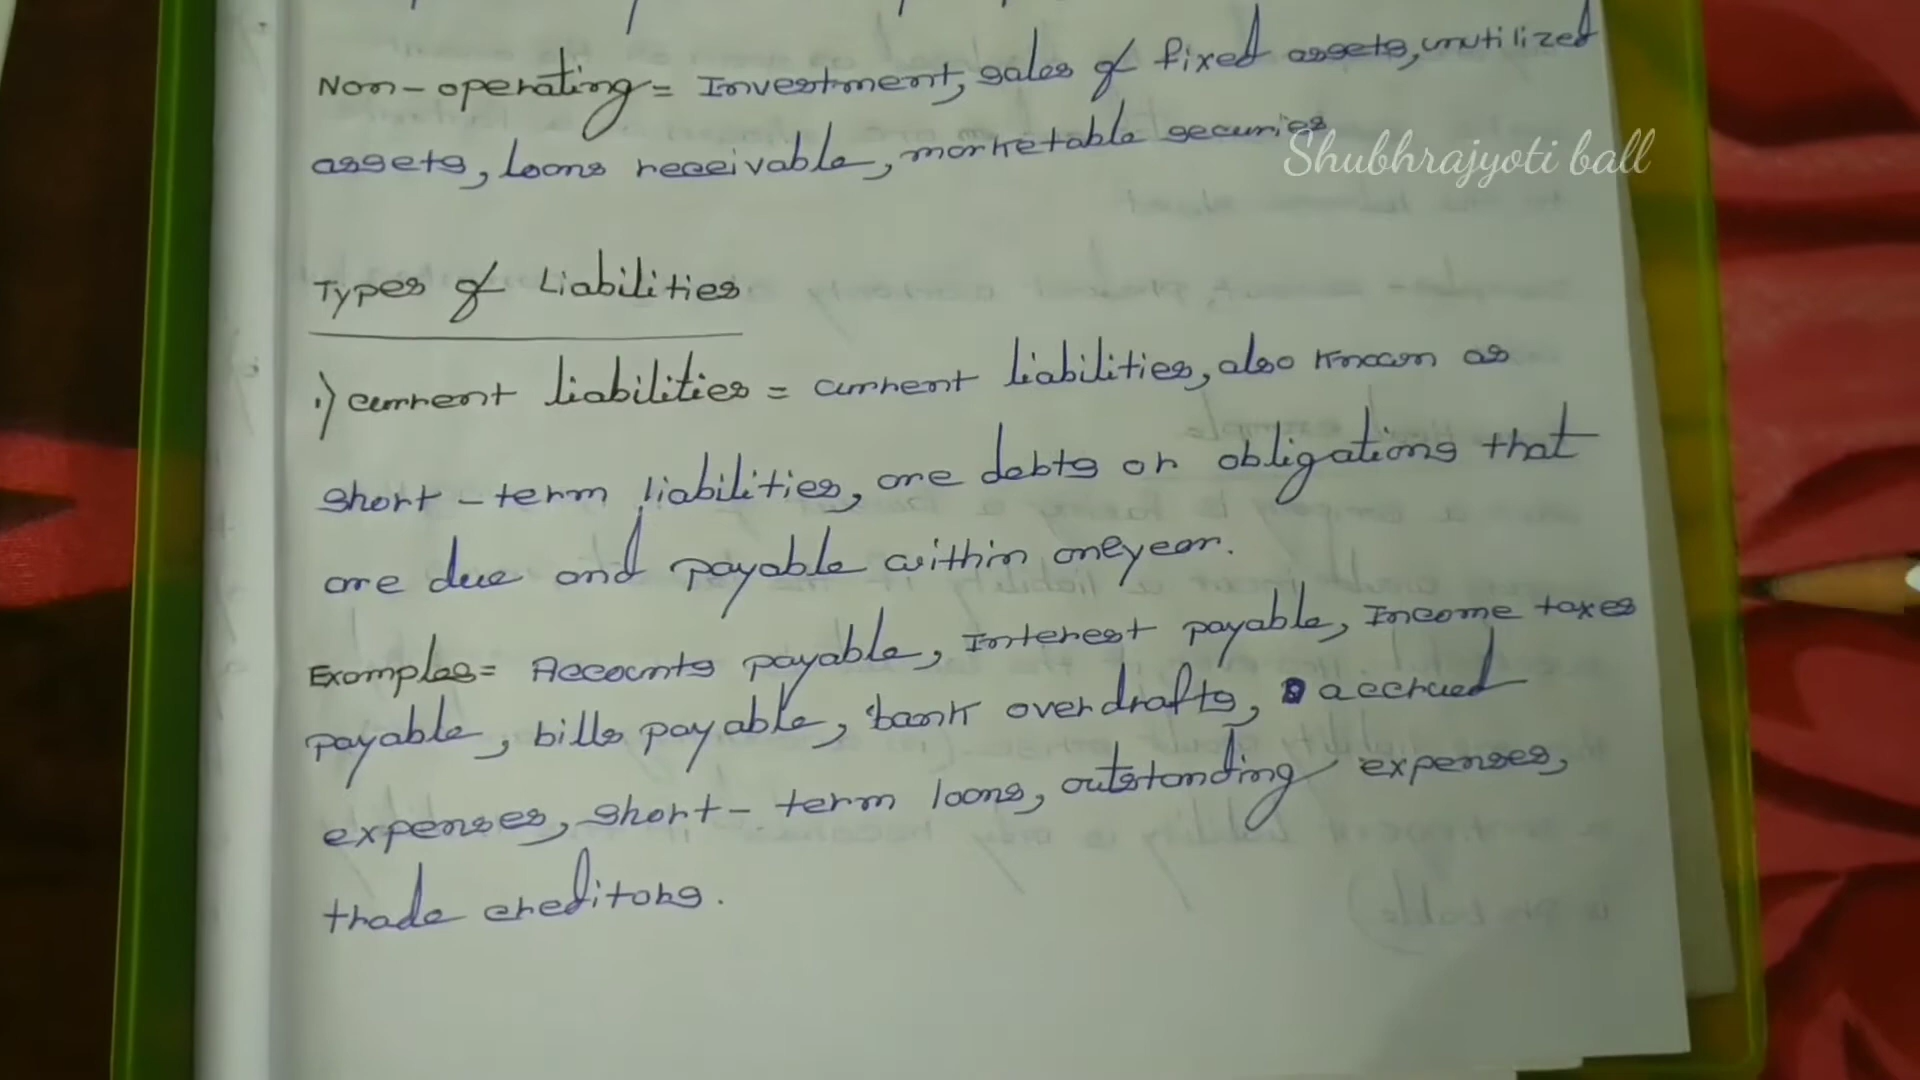 Non-operating = Investment, sales of fixed assets, unutilized
assets, loans receivable, marketable securies
Shubhrajyoti ball
Types of Liabilities
i) current liabilities = current liabilities, also known as
short-term liabilities, are debts or obligations that
are due and payable within oneyear.
Examples= Accounts payable, Interest payable, Income taxes
payable, bills payable, bank overdrafts, accrued
expenses, short-term loans, outstanding expenses,
trade creditors.